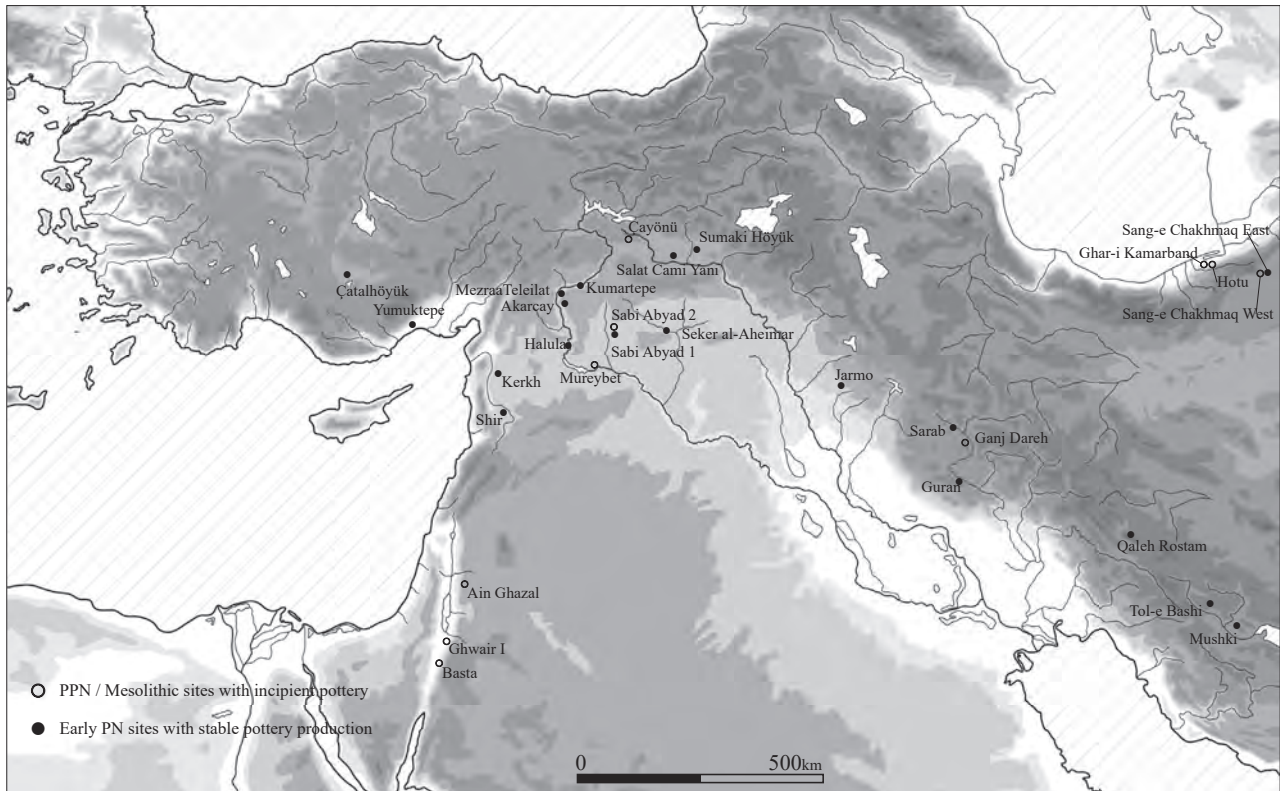 Sang-e Chakhmaq East
Cayönü
Sumaki Höyük
Ghar-i Kamarband
Salat Cami Yani
Hotu
Çatalhöyük
MezraaTeleilat
Kumartepe
Akarcay
Sang-e Chakhmaq West
Yumuktepe
Sabi Abyad 2
Seker al-Aheimar
Halula
Sabi Abyad 1
Kerkh
Mureybet
Jarmo
Shir
Sarab
Ganj Dareh
Guran
Qaleh Rostam
Ain Ghazal
Tol-e Bashi
Mushki
Ghwair I
Basta
PPN / Mesolithic sites with incipient pottery
Early PN sites with stable pottery production
0 500km